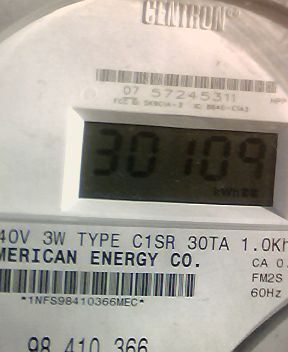 CENTRON®
07 57245311
30109
kWh
40V 3W TYPE C1SR 30TA 1.0Kh
MERICAN ENERGY CO.
CA 0.
FM2S
*1NFS98410366MEC*
60Hz
98 410 366